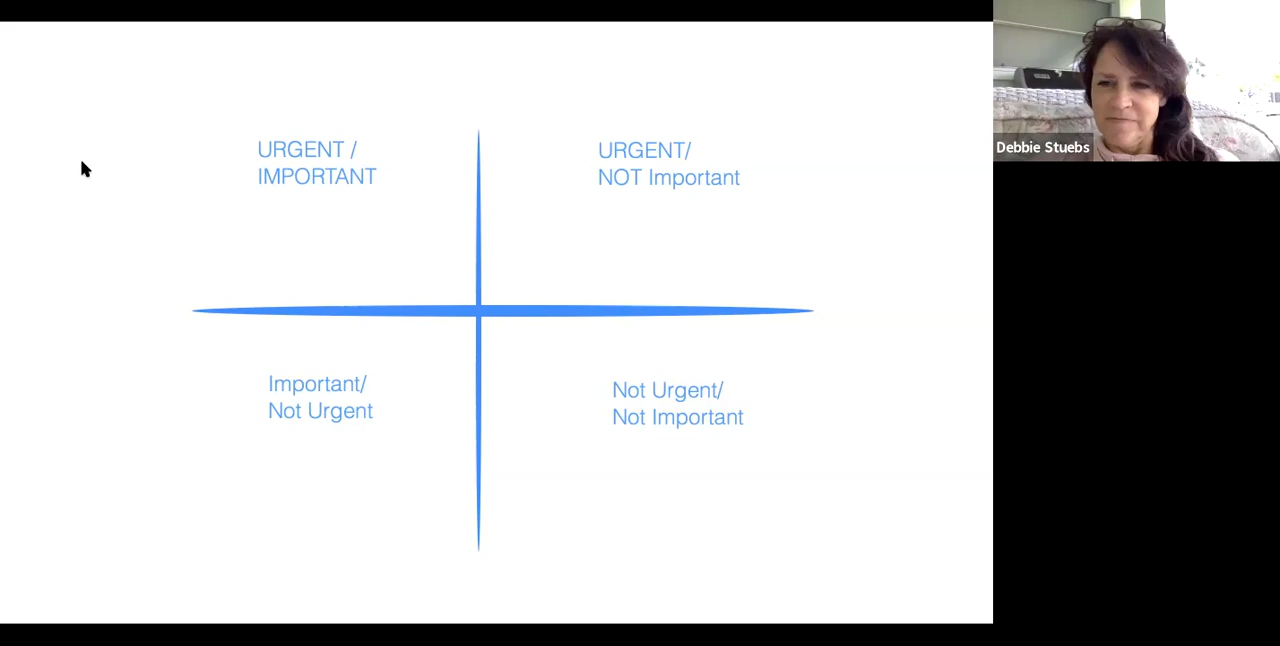 URGENT /
IMPORTANT
URGENT/
NOT Important
Important/
Not Urgent
Not Urgent/
Not Important
Debbie Stuebs